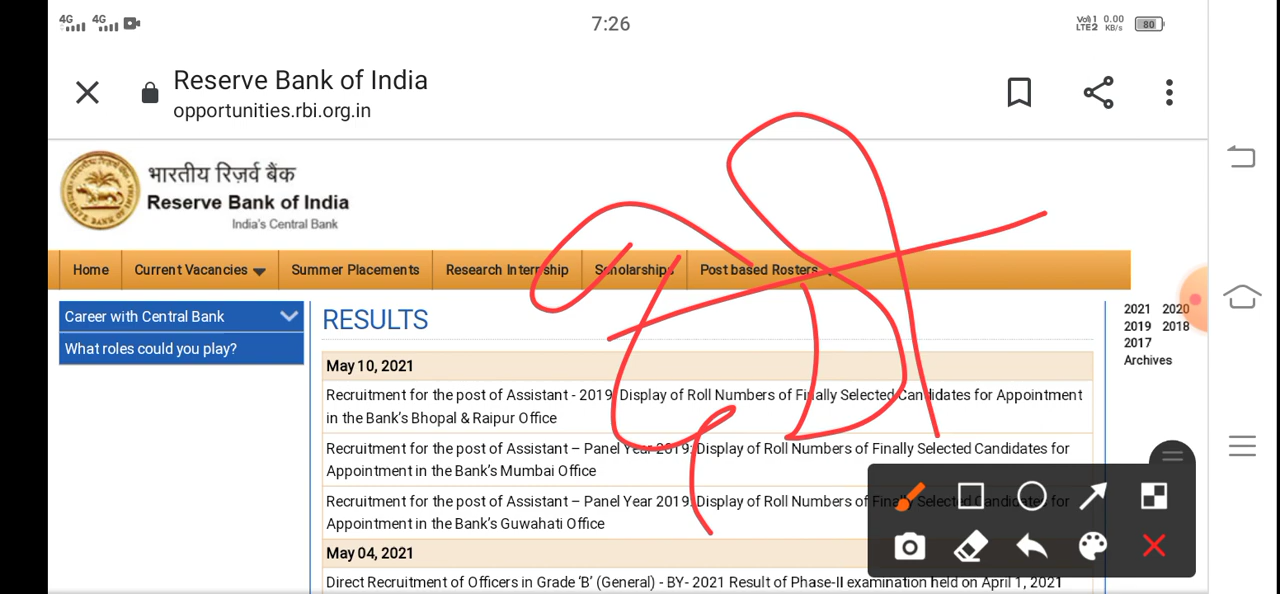 4G 4G 7:26 Vo)) 1 LTE2 0.00 KB/s 80
Reserve Bank of India
opportunities.rbi.org.in
भारतीय रिज़र्व बैंक
Reserve Bank of India
India's Central Bank
Home Current Vacancies Summer Placements Research Internship Scholarships Post based Rosters
Career with Central Bank
What roles could you play?
RESULTS
May 10, 2021
Recruitment for the post of Assistant - 2019: Display of Roll Numbers of Finally Selected Candidates for Appointment
in the Bank's Bhopal & Raipur Office
Recruitment for the post of Assistant – Panel Year 2019: Display of Roll Numbers of Finally Selected Candidates for
Appointment in the Bank's Mumbai Office
Recruitment for the post of Assistant – Panel Year 2019: Display of Roll Numbers of Finally Selected Candidates for
Appointment in the Bank's Guwahati Office
May 04, 2021
Direct Recruitment of Officers in Grade 'B' (General) - BY- 2021 Result of Phase-II examination held on April 1, 2021
2021 2020
2019 2018
2017
Archives